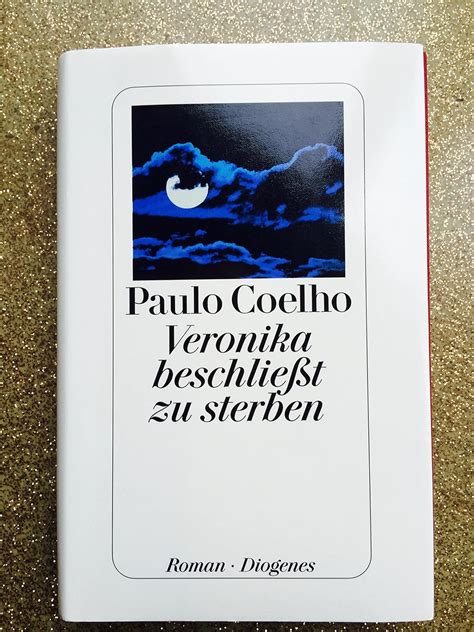 Paulo Coelho
Veronika
beschließt
zu sterben
Roman · Diogenes